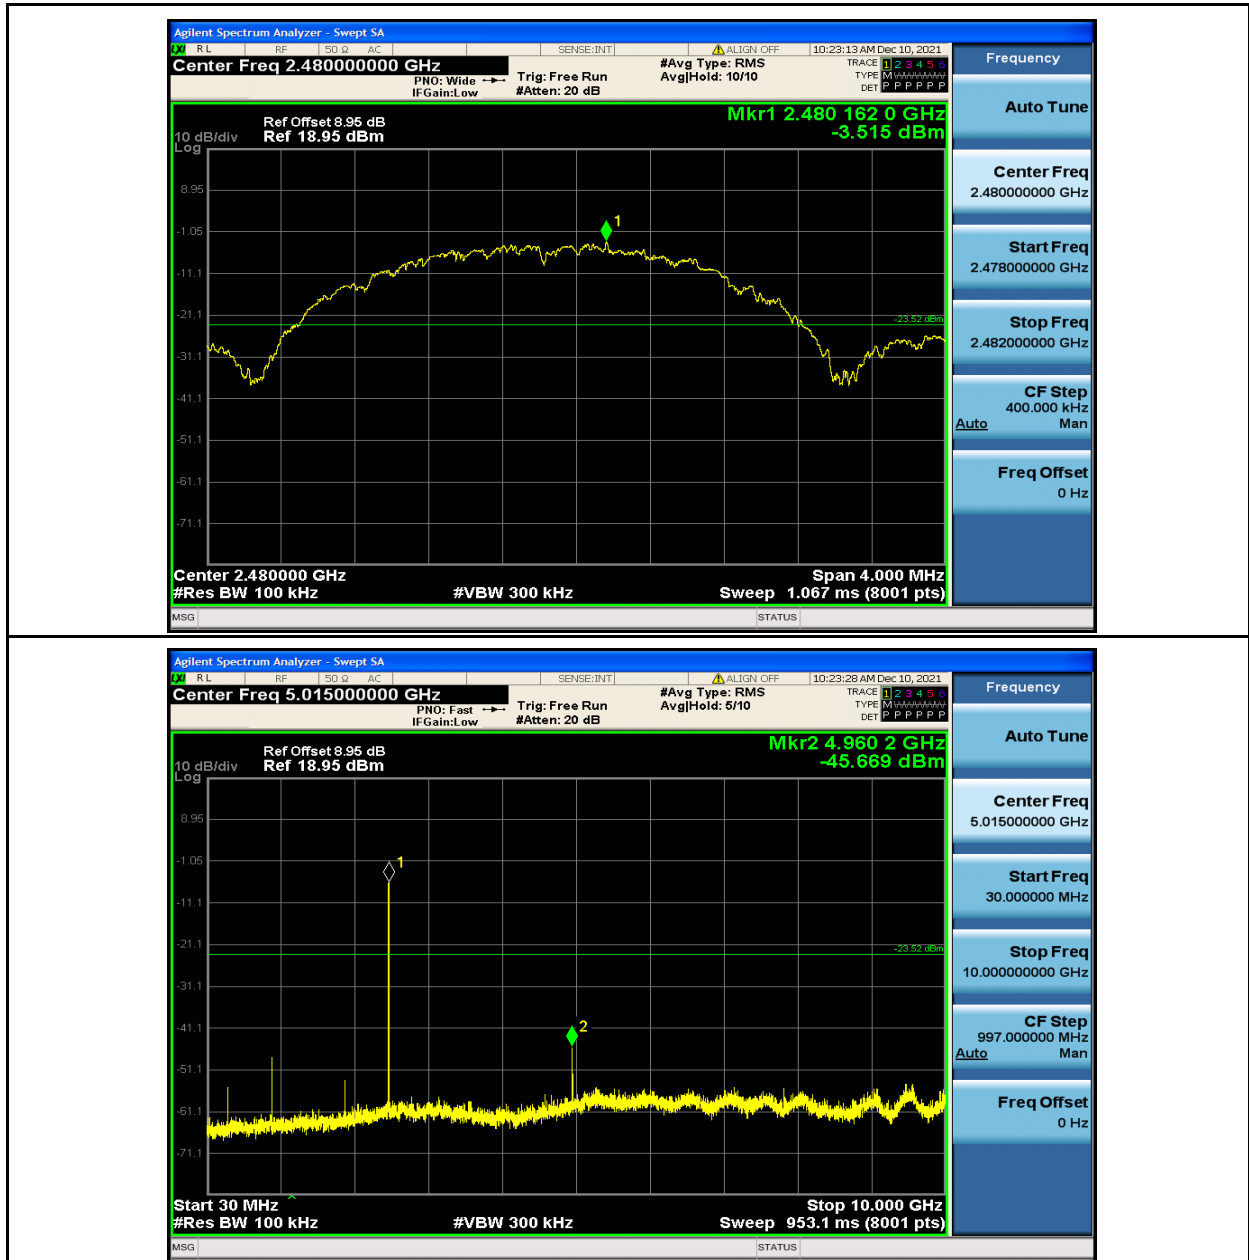 Agilent Spectrum Analyzer - Swept SA
LXI RL RF 50 Ω AC SENSE:INT ALIGN OFF 10:23:13 AM Dec 10, 2021
Center Freq 2.480000000 GHz
PNO: Wide
IFGain:Low
Trig: Free Run
#Atten: 20 dB
#Avg Type: RMS
Avg|Hold: 10/10
TRACE 1 2 3 4 5 6
TYPE M WWWWW
DET P P P P P P
Frequency
Mkr1 2.480 162 0 GHz
-3.515 dBm
Ref Offset 8.95 dB
10 dB/div Ref 18.95 dBm
Log
1
8.95
-1.05
-11.1
-21.1
-23.52 dBm
-31.1
-41.1
-51.1
-61.1
-71.1
Center 2.480000 GHz Span 4.000 MHz
#Res BW 100 kHz #VBW 300 kHz Sweep 1.067 ms (8001 pts)
MSG STATUS
Auto Tune
Center Freq
2.480000000 GHz
Start Freq
2.478000000 GHz
Stop Freq
2.482000000 GHz
CF Step
400.000 kHz
Auto Man
Freq Offset
0 Hz
Agilent Spectrum Analyzer - Swept SA
LXI RL RF 50 Ω AC SENSE:INT ALIGN OFF 10:23:28 AM Dec 10, 2021
Center Freq 5.015000000 GHz
PNO: Fast
IFGain:Low
Trig: Free Run
#Atten: 20 dB
#Avg Type: RMS
Avg|Hold: 5/10
TRACE 1 2 3 4 5 6
TYPE M WWWWW
DET P P P P P P
Frequency
Mkr2 4.960 2 GHz
-45.669 dBm
Ref Offset 8.95 dB
10 dB/div Ref 18.95 dBm
Log
1
2
8.95
-1.05
-11.1
-21.1
-23.52 dBm
-31.1
-41.1
-51.1
-61.1
-71.1
Start 30 MHz Stop 10.000 GHz
#Res BW 100 kHz #VBW 300 kHz Sweep 953.1 ms (8001 pts)
MSG STATUS
Auto Tune
Center Freq
5.015000000 GHz
Start Freq
30.000000 MHz
Stop Freq
10.000000000 GHz
CF Step
997.000000 MHz
Auto Man
Freq Offset
0 Hz